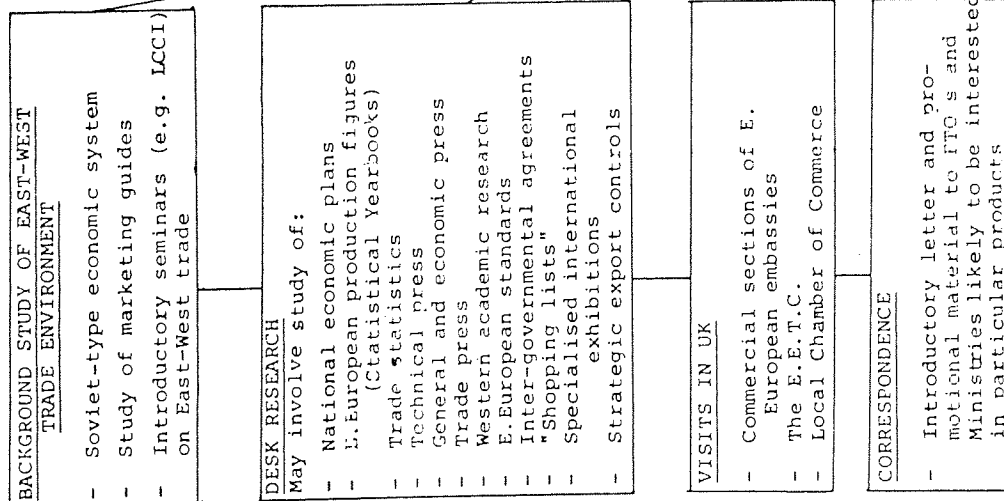 BACKGROUND STUDY OF EAST-WEST
TRADE ENVIRONMENT
- Soviet-type economic system
- Study of marketing guides
- Introductory seminars (e.g. LCCI)
on East-West trade
DESK RESEARCH
May involve study of:
- National economic plans
- E.European production figures
(Statistical Yearbooks)
- Trade statistics
- Technical press
- General and economic press
- Trade press
- Western academic research
- E.European standards
- Inter-governmental agreements
- "Shopping lists"
- Specialised international
exhibitions
- Strategic export controls
VISITS IN UK
- Commercial sections of E.
European embassies
- The E.E.T.C.
- Local Chamber of Commerce
CORRESPONDENCE
- Introductory letter and pro-
motional material to FTO's and
Ministries likely to be interested
in particular products